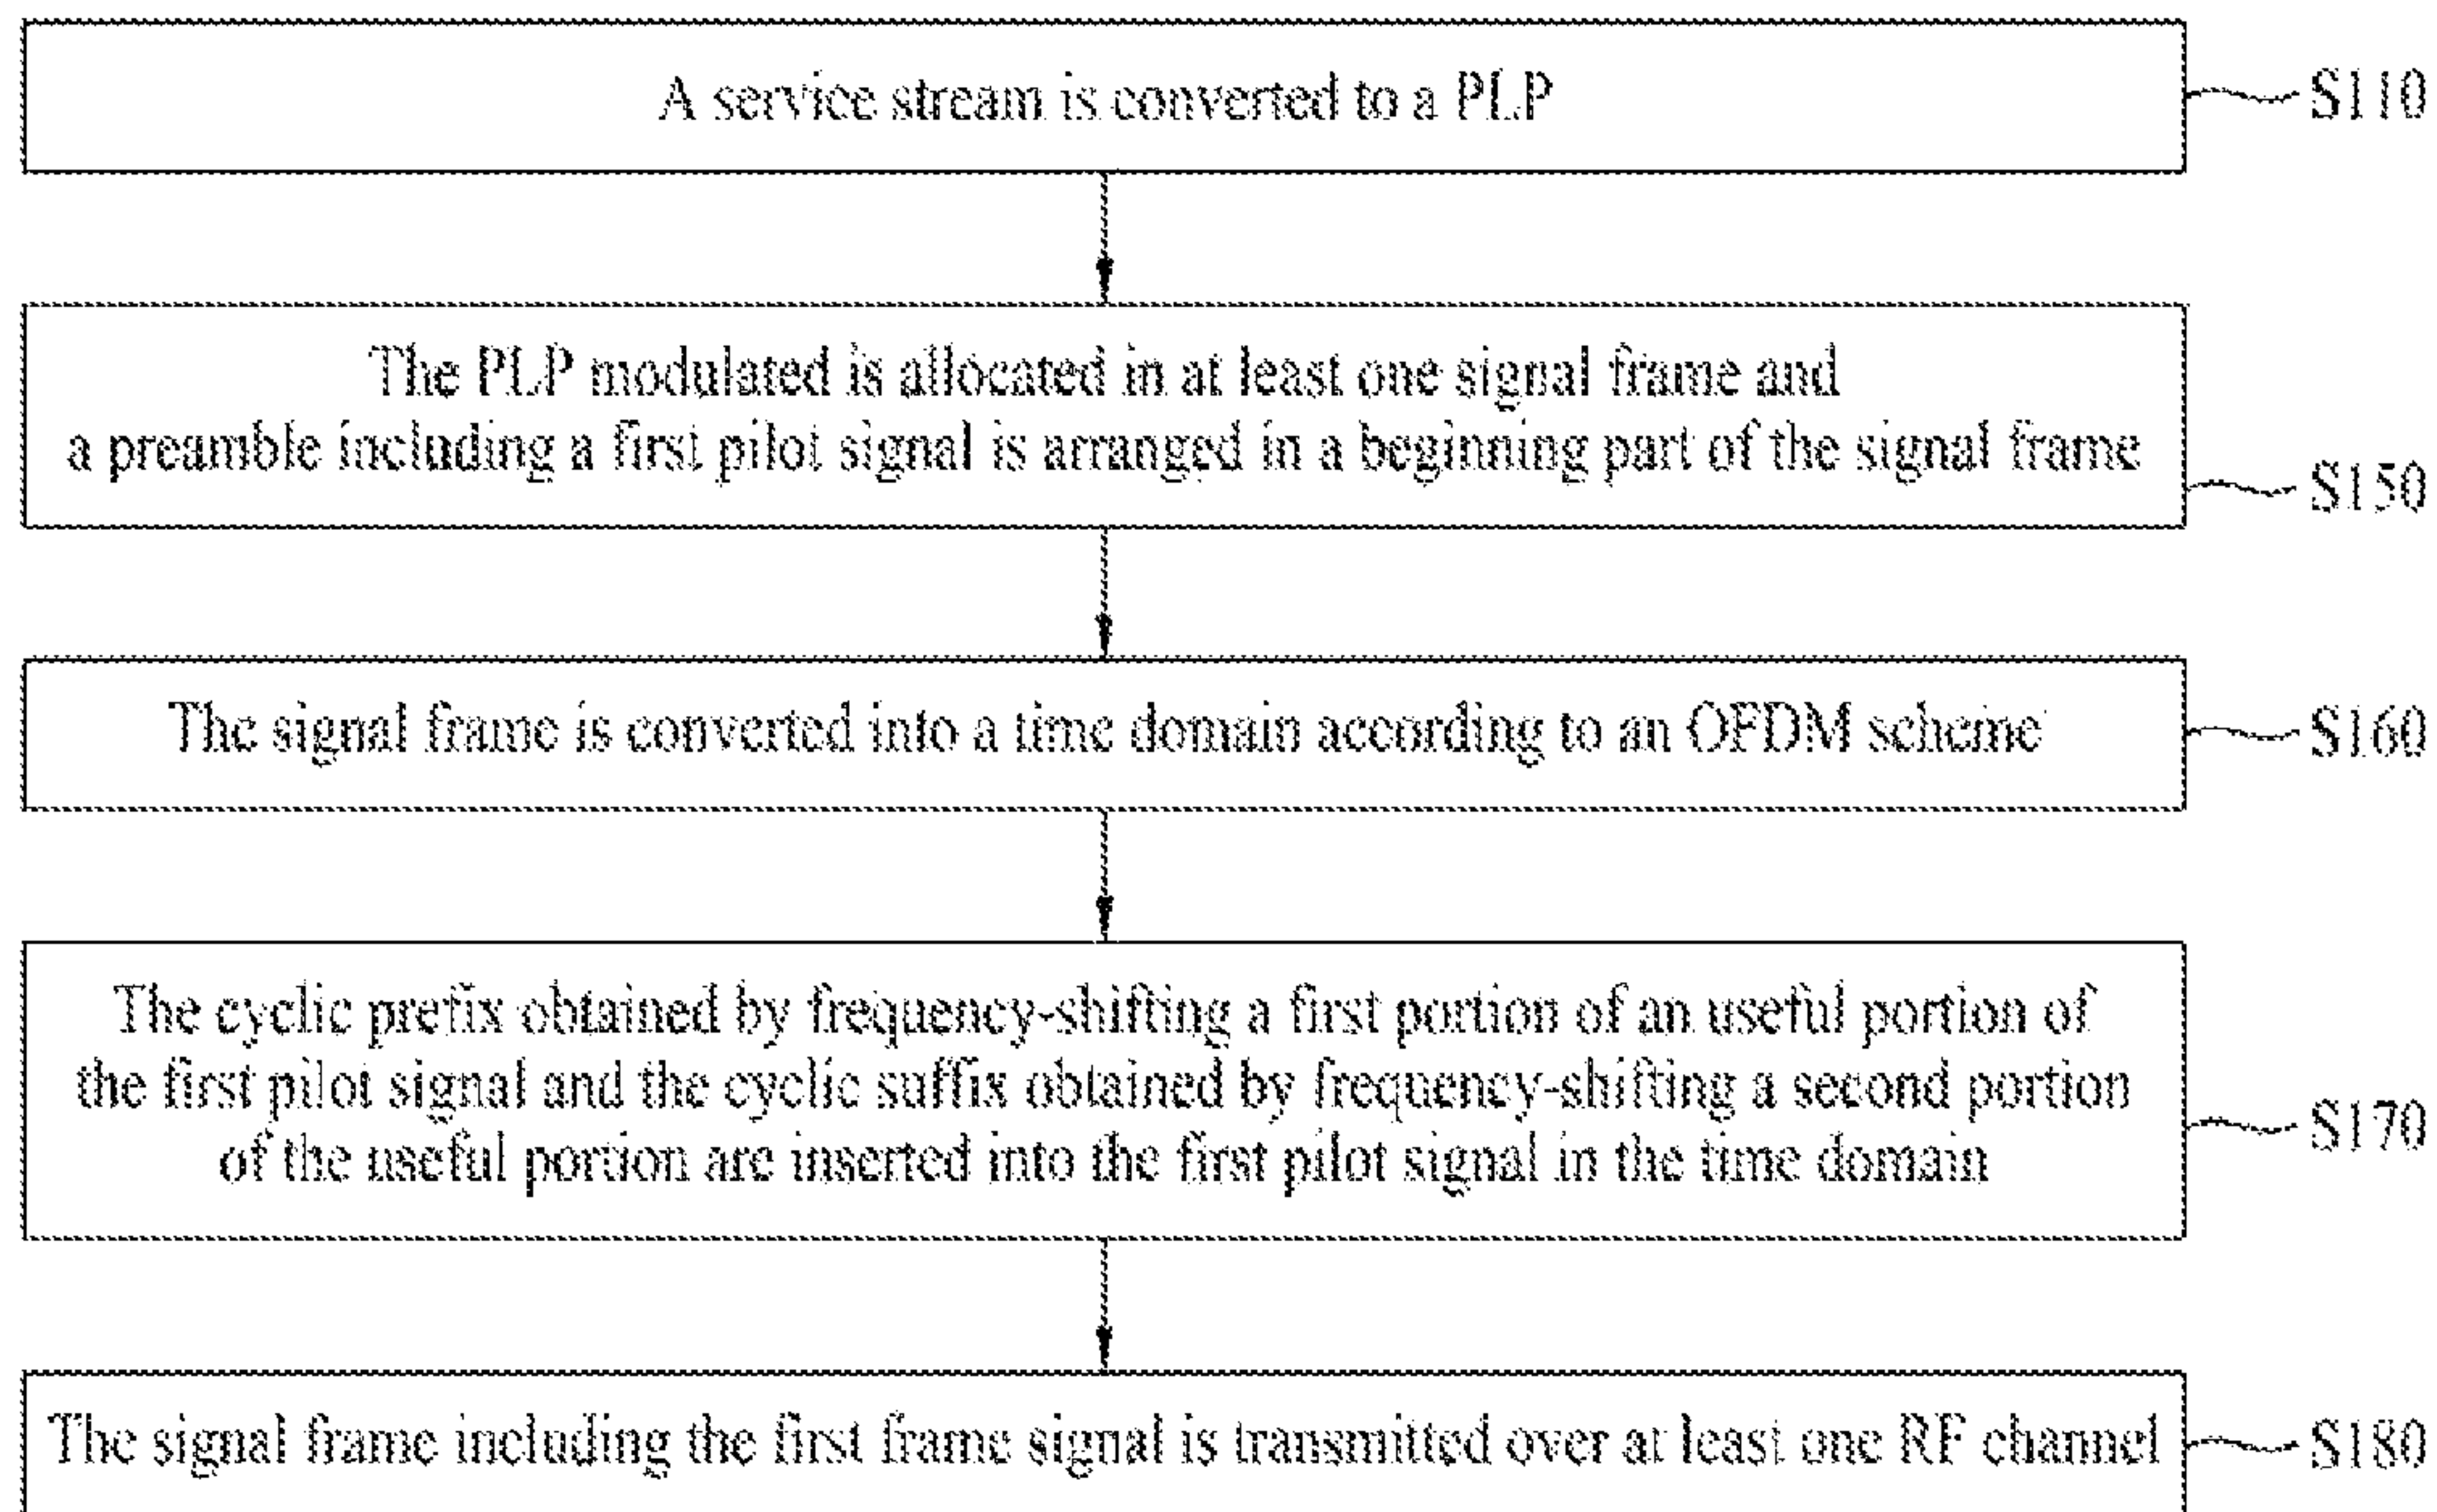 A service stream is converted to a PLP
S110
The PLP modulated is allocated in at least one signal frame and
a preamble including a first pilot signal is arranged in a beginning part of the signal frame
S150
The signal frame is converted into a time domain according to an OFDM scheme
S160
The cyclic prefix obtained by frequency-shifting a first portion of an useful portion of
the first pilot signal and the cyclic suffix obtained by frequency-shifting a second portion
of the useful portion are inserted into the first pilot signal in the time domain
S170
The signal frame including the first frame signal is transmitted over at least one RF channel
S180